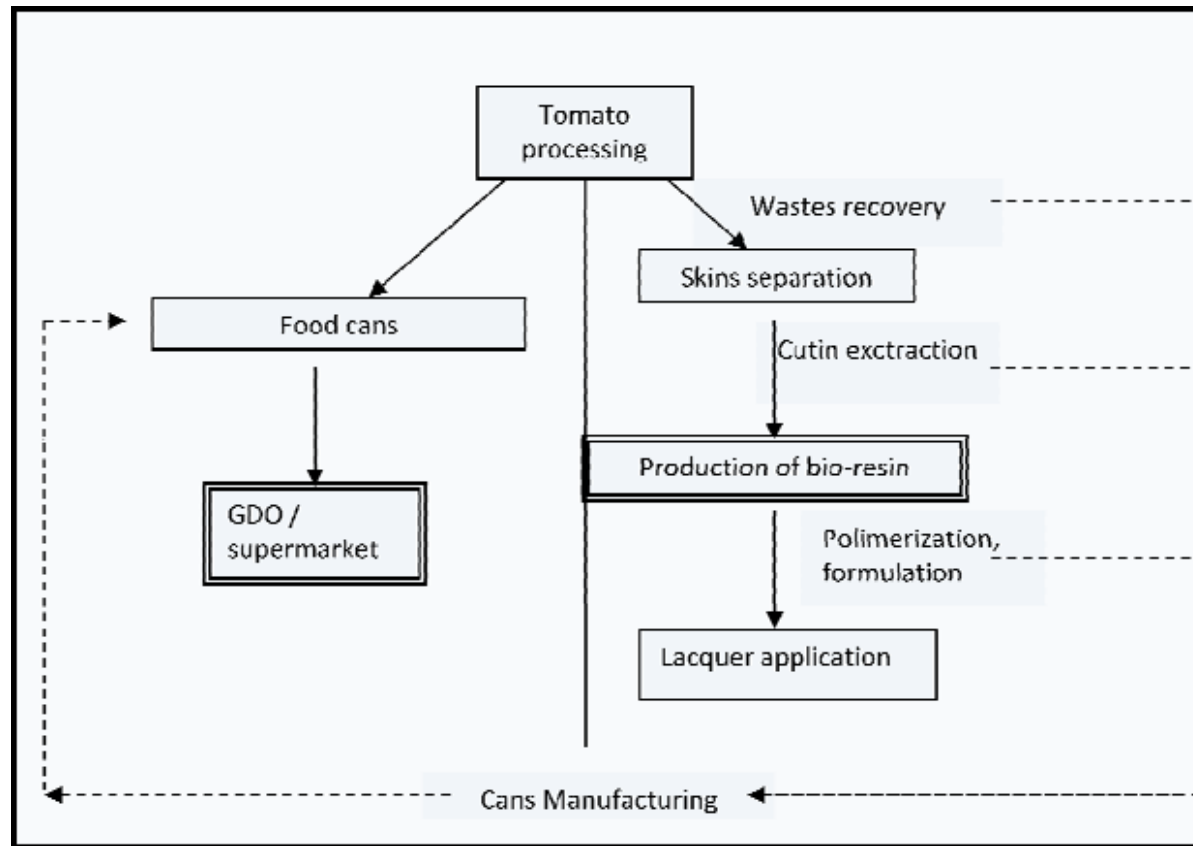 Tomato
processing
Wastes recovery
Skins separation
Food cans
Cutin exctraction
Production of bio-resin
GDO /
supermarket
Polimerization,
formulation
Lacquer application
Cans Manufacturing